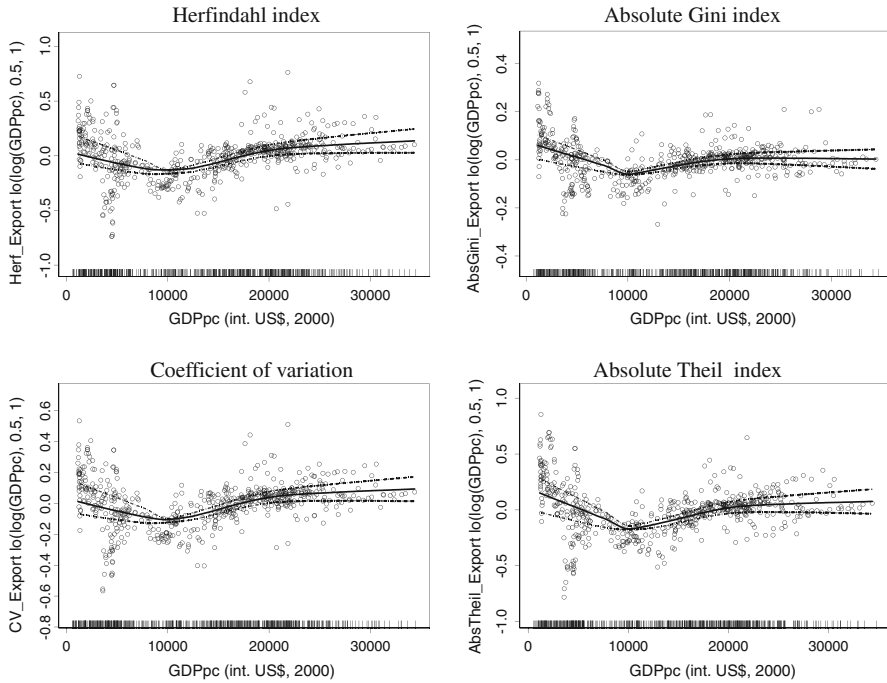 Herfindahl index
Herf_Export lo(log(GDPpc), 0.5, 1)
1.0
0.5
0.0
-0.5
-1.0
0 10000 20000 30000
GDPpc (int. US$, 2000)
Absolute Gini index
AbsGini_Export lo(log(GDPpc), 0.5, 1)
0.4
0.2
0.0
-0.2
-0.4
0 10000 20000 30000
GDPpc (int. US$, 2000)
Coefficient of variation
CV_Export lo(log(GDPpc), 0.5, 1)
0.6
0.4
0.2
0.0
-0.2
-0.4
-0.6
-0.8
0 10000 20000 30000
GDPpc (int. US$, 2000)
Absolute Theil index
AbsTheil_Export lo(log(GDPpc), 0.5, 1)
1.0
0.5
0.0
-0.5
-1.0
0 10000 20000 30000
GDPpc (int. US$, 2000)